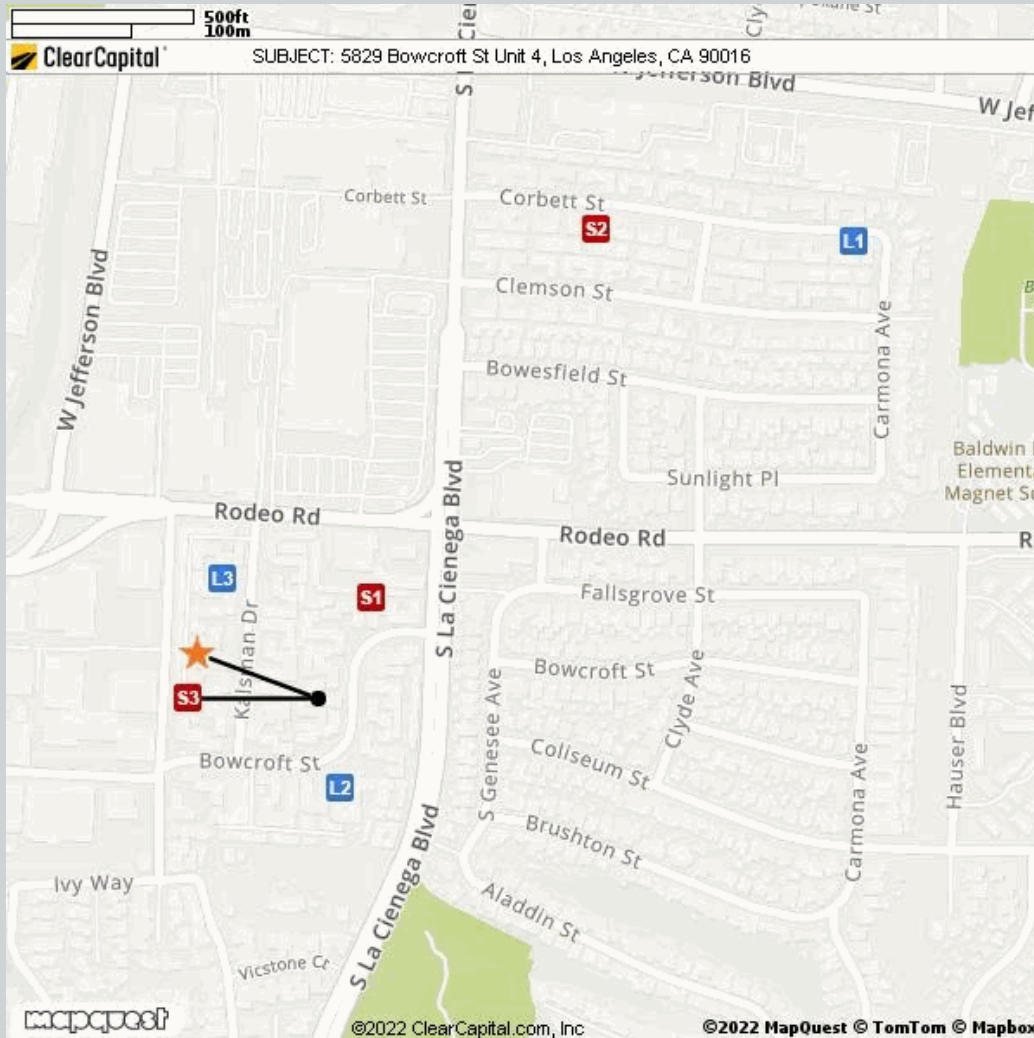 500ft
100m
ClearCapital
SUBJECT: 5829 Bowcroft St Unit 4, Los Angeles, CA 90016
W Jefferson Blvd
W Jef
Corbett St
Corbett St
S2
L1
Clemson St
W Jefferson Blvd
Carmona Ave
Bowesfield St
Baldwin
Element
Magnet S
Sunlight Pl
S La Cienega Blvd
Rodeo Rd
Rodeo Rd
R
L3
S1
Fallsgrove St
Kalsman Dr
S3
Bowcroft St
S Genesee Ave
Clyde Ave
Hauser Blvd
Bowcroft St
L2
Coliseum St
Carmona Ave
Brushton St
S La Cienega Blvd
Ivy Way
Aladdin St
Vicstone Ct
mapquest
©2022 ClearCapital.com, Inc
©2022 MapQuest © TomTom © Mapbox